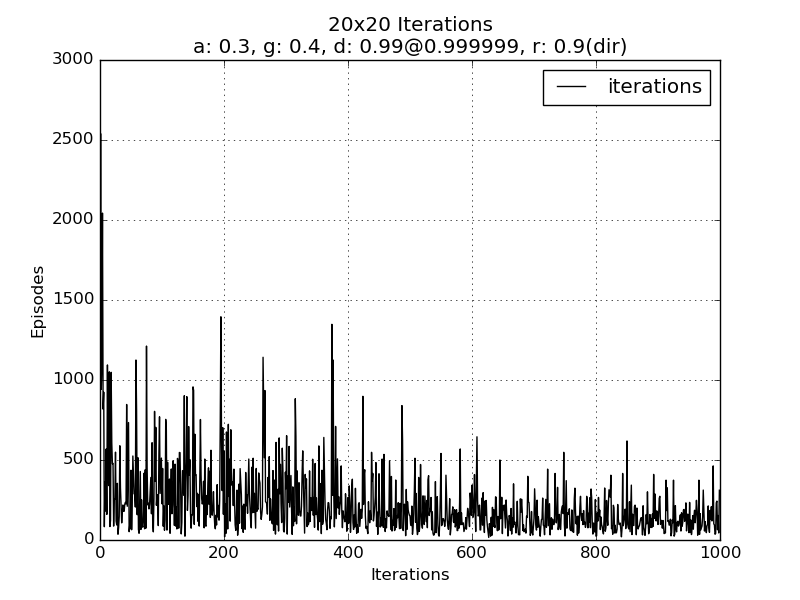 20x20 Iterations
a: 0.3, g: 0.4, d: 0.99@0.999999, r: 0.9(dir)
iterations
3000
2500
2000
1500
1000
500
0
Episodes
0 200 400 600 800 1000
Iterations